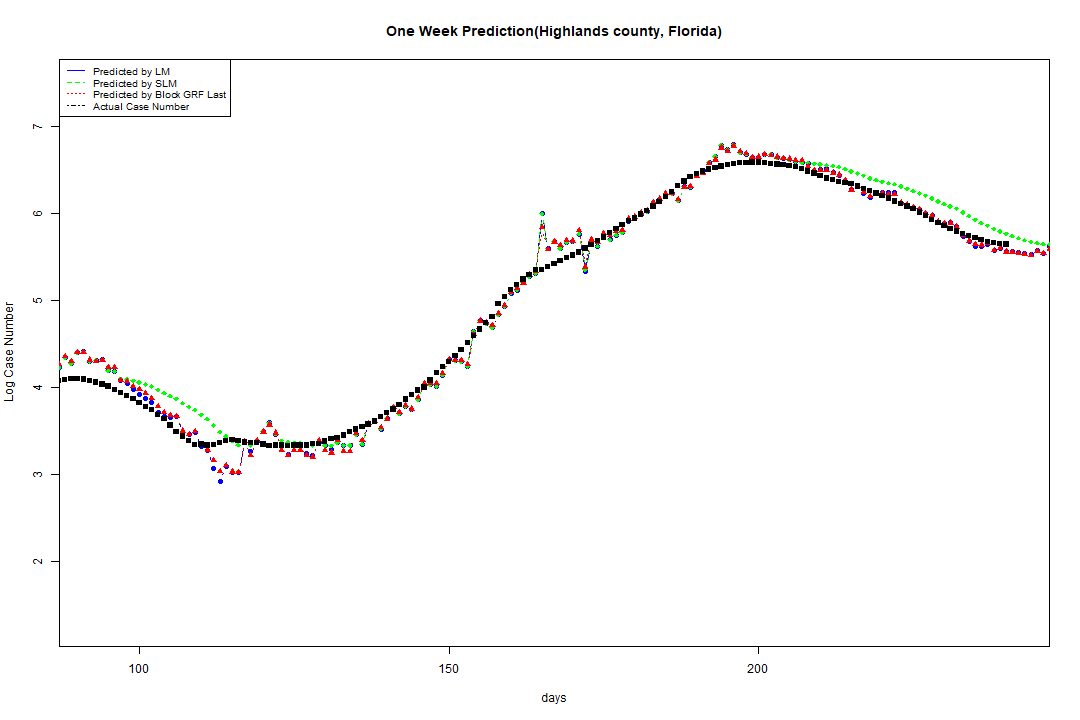 One Week Prediction(Highlands county, Florida)
Predicted by LM
Predicted by SLM
Predicted by Block GRF Last
Actual Case Number
7
6
5
4
3
2
Log Case Number
100 150 200
days